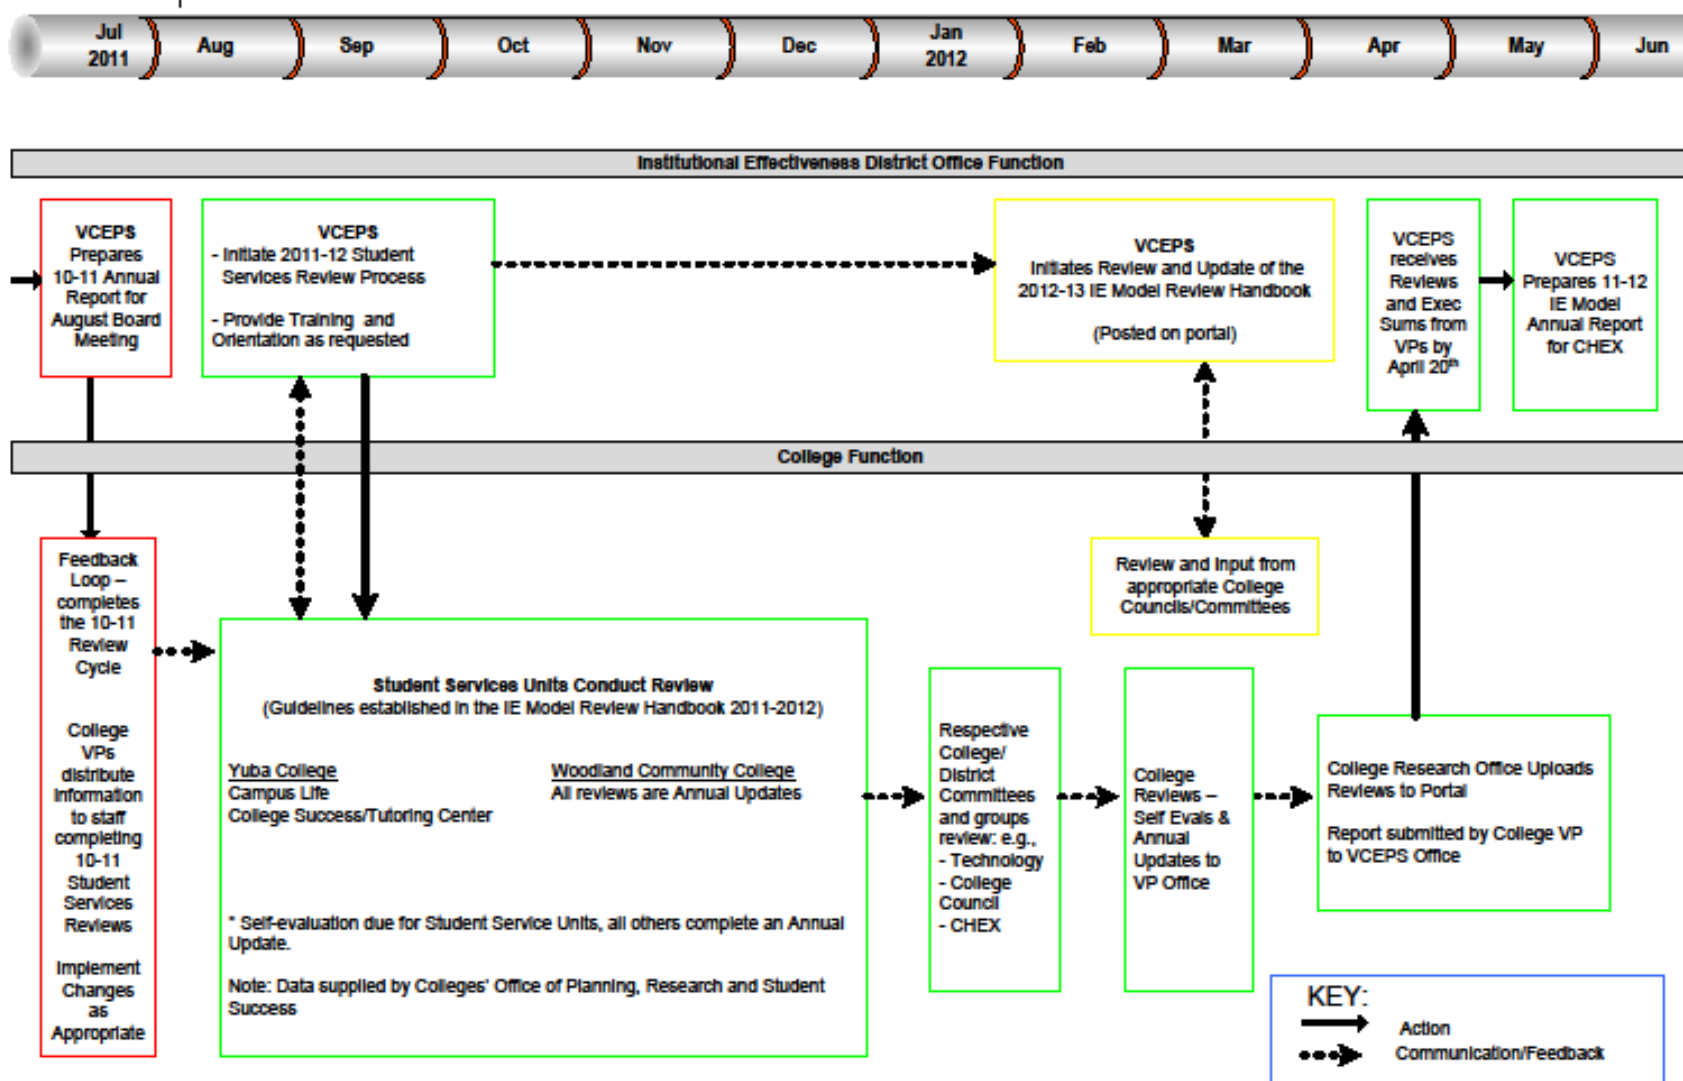 Jul
2011
Aug
Sep
Oct
Nov
Dec
Jan
2012
Feb
Mar
Apr
May
Jun
Institutional Effectiveness District Office Function
VCEPS
Prepares
10-11 Annual
Report for
August Board
Meeting
VCEPS
- Initiate 2011-12 Student
Services Review Process
- Provide Training and
Orientation as requested
VCEPS
Initiates Review and Update of the
2012-13 IE Model Review Handbook
(Posted on portal)
VCEPS
receives
Reviews
and Exec
Sums from
VPs by
April 20th
VCEPS
Prepares 11-12
IE Model
Annual Report
for CHEX
College Function
Feedback
Loop –
completes
the 10-11
Review
Cycle
College
VPs
distribute
information
to staff
completing
10-11
Student
Services
Reviews
Implement
Changes
as
Appropriate
Student Services Units Conduct Review
(Guidelines established in the IE Model Review Handbook 2011-2012)
Yuba College
Campus Life
College Success/Tutoring Center
Woodland Community College
All reviews are Annual Updates
* Self-evaluation due for Student Service Units, all others complete an Annual
Update.
Note: Data supplied by Colleges' Office of Planning, Research and Student
Success
Respective
College/
District
Committees
and groups
review: e.g.,
- Technology
- College
Council
- CHEX
Review and Input from
appropriate College
Councils/Committees
College
Reviews –
Self Evals &
Annual
Updates to
VP Office
College Research Office Uploads
Reviews to Portal
Report submitted by College VP
to VCEPS Office
KEY:
Action
Communication/Feedback